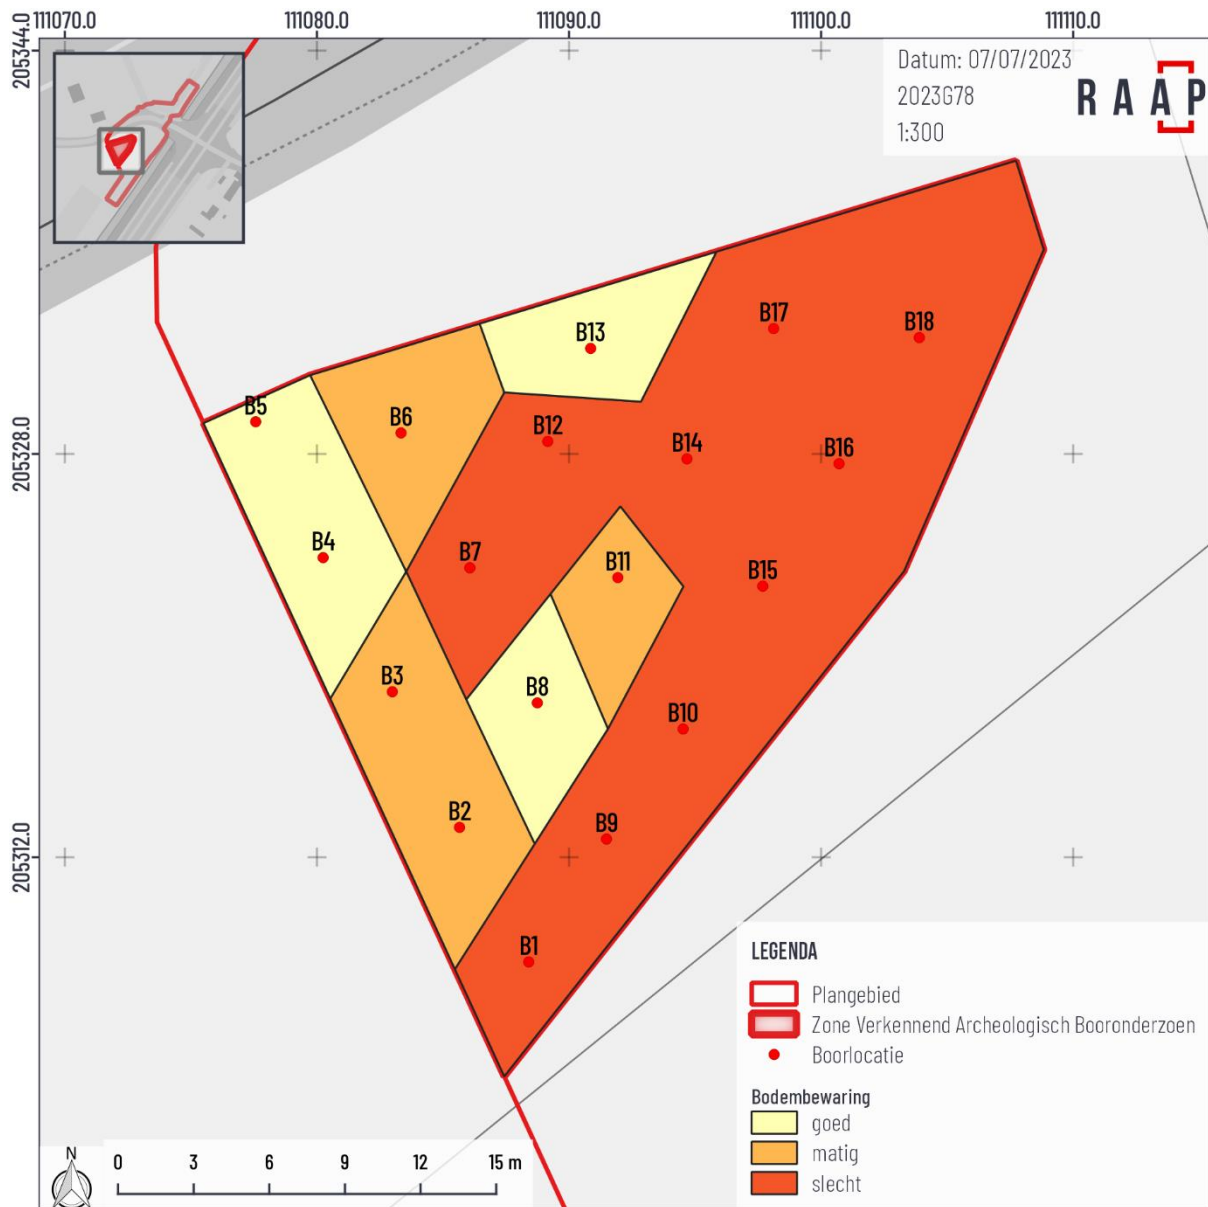 111070.0 111080.0 111090.0 111100.0 111110.0
205344.0
205328.0
205312.0
Datum: 07/07/2023
2023G78
1:300
RAAP
B17
B18
B13
B5
B6
B12
B14
B16
B4
B7
B11
B15
B3
B8
B10
B2
B9
B1
LEGENDA
Plangebied
Zone Verkennend Archeologisch Booronderzoen
Boorlocatie
Bodembewaring
goed
matig
slecht
N
0 3 6 9 12 15 m